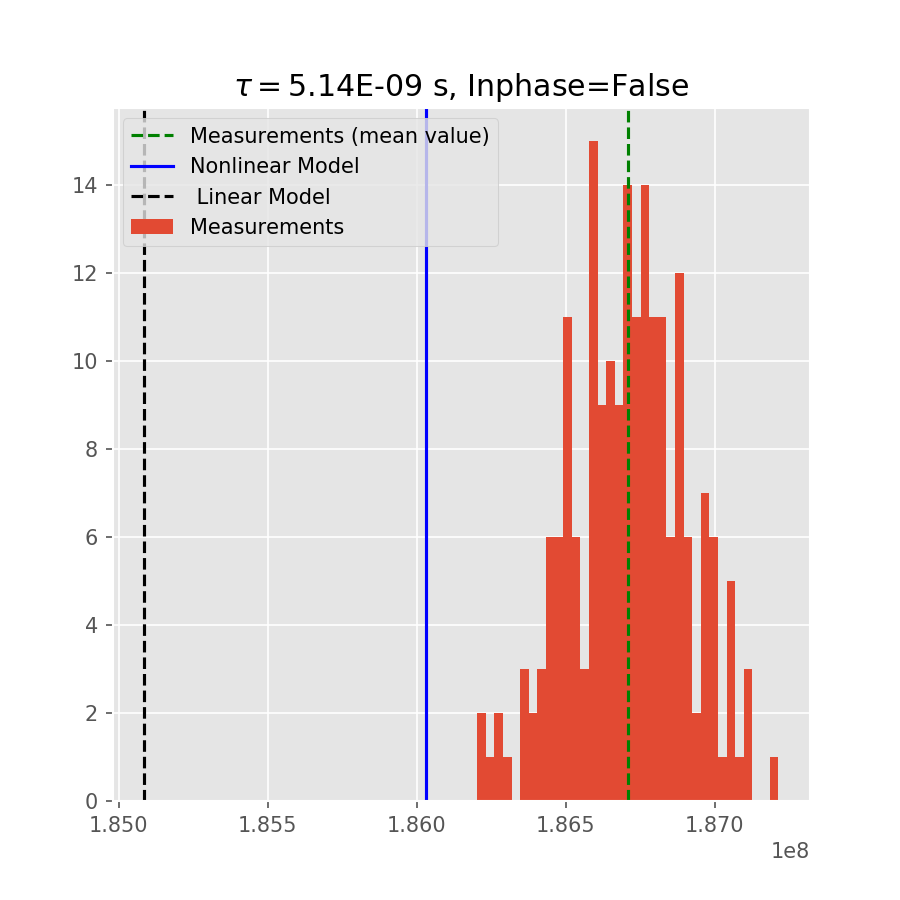 τ = 5.14E-09 s, Inphase=False
Measurements (mean value)
Nonlinear Model
Linear Model
Measurements
14
12
10
8
6
4
2
0
1.850 1.855 1.860 1.865 1.870
1e8